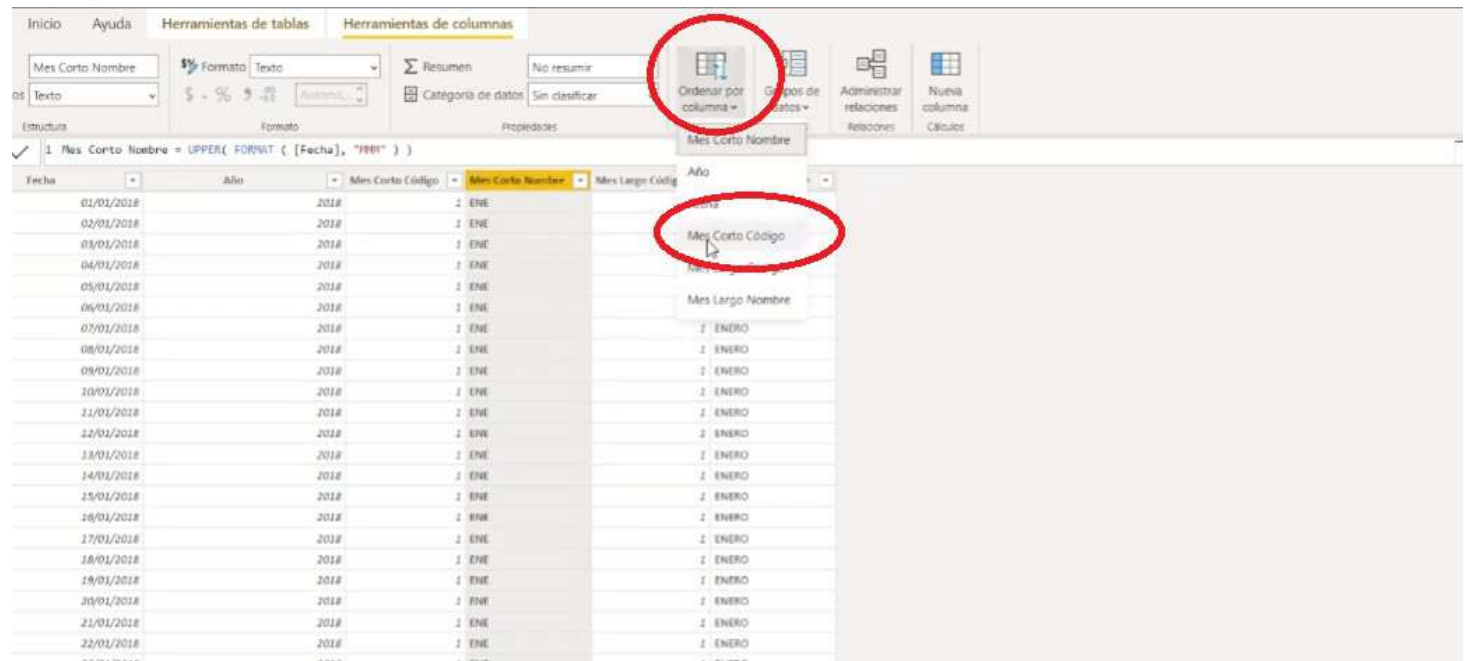 Inicio Ayuda Herramientas de tablas Herramientas de columnas
Mes Corto Nombre Formato Texto Resumen No resumir
os Texto $ % Categoría de datos Sin clasificar Ordenar por columna Grupos de datos Administrar relaciones Nueva columna
Estructura Formato Propiedades Relaciones Cálculos
1 Mes Corto Nombre = UPPER( FORMAT ( [Fecha], "MMM" ) )
Mes Corto Nombre
Año
Mes Corto Código
Mes Largo Nombre
Fecha Año Mes Corto Código Mes Corto Nombre Mes Largo
01/01/2018 2018 1 ENE
02/01/2018 2018 1 ENE
03/01/2018 2018 1 ENE
04/01/2018 2018 1 ENE
05/01/2018 2018 1 ENE
06/01/2018 2018 1 ENE
07/01/2018 2018 1 ENE 1 ENERO
08/01/2018 2018 1 ENE 1 ENERO
09/01/2018 2018 1 ENE 1 ENERO
10/01/2018 2018 1 ENE 1 ENERO
11/01/2018 2018 1 ENE 1 ENERO
12/01/2018 2018 1 ENE 1 ENERO
13/01/2018 2018 1 ENE 1 ENERO
14/01/2018 2018 1 ENE 1 ENERO
15/01/2018 2018 1 ENE 1 ENERO
16/01/2018 2018 1 ENE 1 ENERO
17/01/2018 2018 1 ENE 1 ENERO
18/01/2018 2018 1 ENE 1 ENERO
19/01/2018 2018 1 ENE 1 ENERO
20/01/2018 2018 1 ENE 1 ENERO
21/01/2018 2018 1 ENE 1 ENERO
22/01/2018 2018 1 ENE 1 ENERO